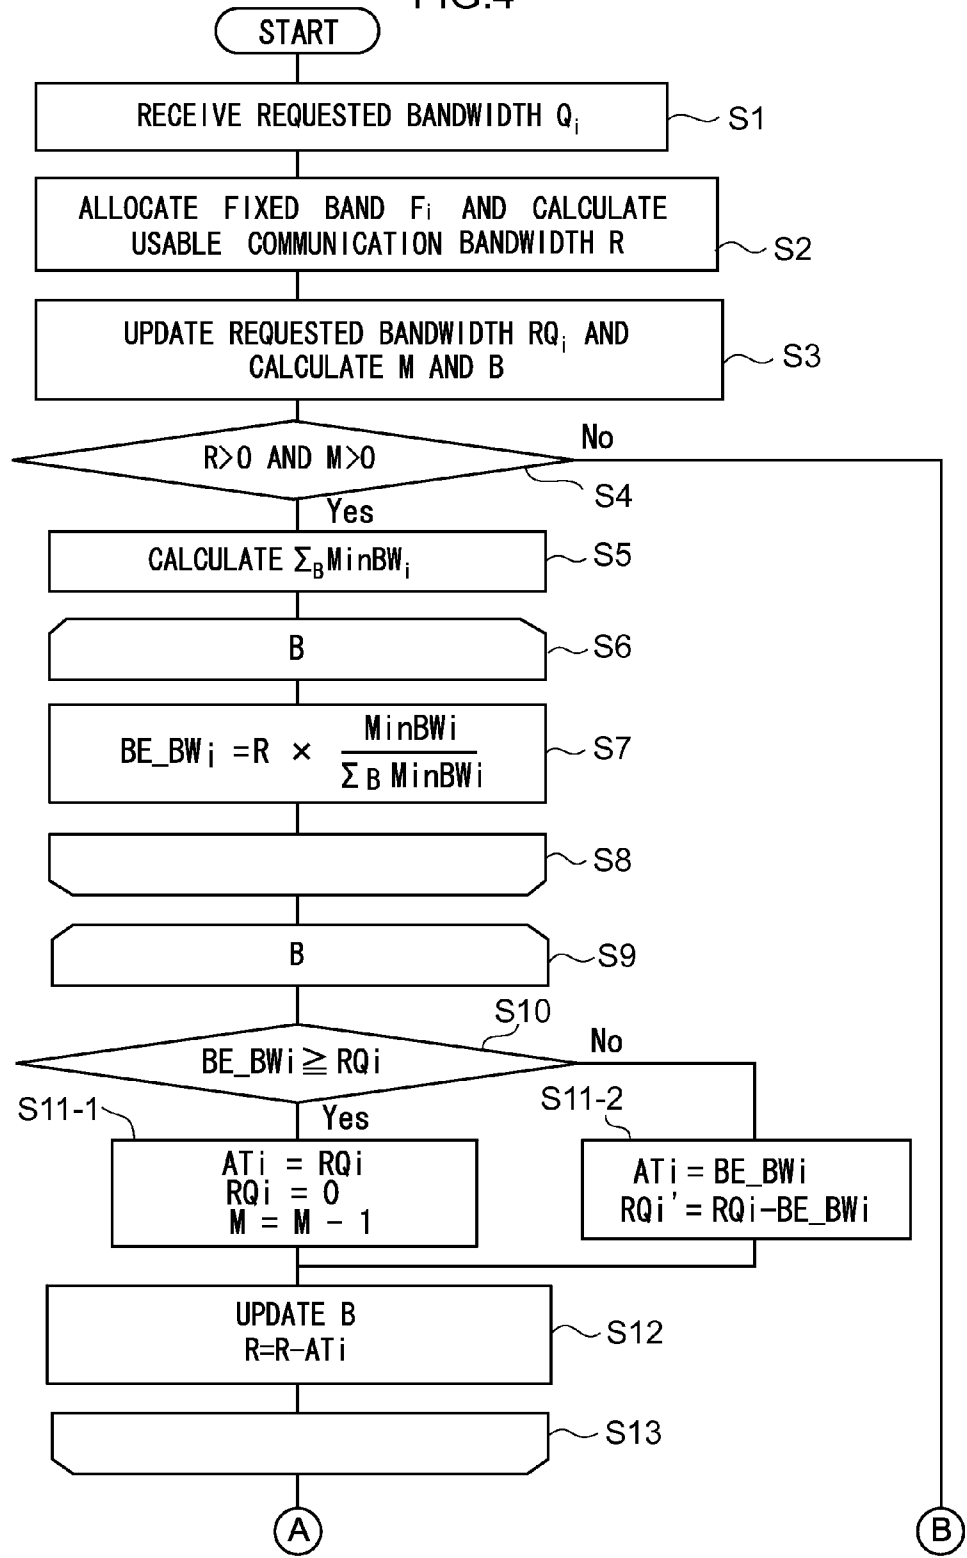 FIG.4
START
RECEIVE REQUESTED BANDWIDTH Qi
S1
ALLOCATE FIXED BAND Fi AND CALCULATE
USABLE COMMUNICATION BANDWIDTH R
S2
UPDATE REQUESTED BANDWIDTH RQi AND
CALCULATE M AND B
S3
R>0 AND M>0
No
S4
Yes
CALCULATE ΣBMinBWi
S5
B
S6
BE_BWi =R × MinBWi
ΣB MinBWi
S7
S8
B
S9
S10
BE_BWi≧RQi
No
S11-1
Yes
S11-2
ATi = RQi
RQi = 0
M = M - 1
ATi=BE_BWi
RQi'=RQi-BE_BWi
UPDATE B
R=R-ATi
S12
S13
A
B